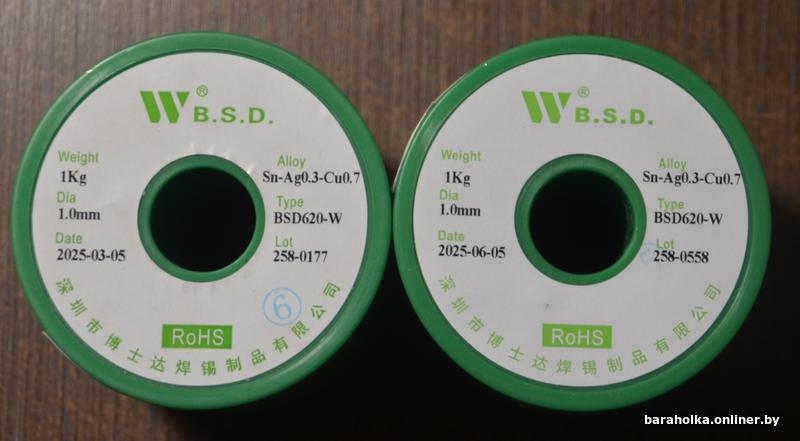 W® B.S.D.
Weight
1Kg
Dia
1.0mm
Date
2025-03-05
Alloy
Sn-Ag0.3-Cu0.7
Type
BSD620-W
Lot
258-0177
6
RoHS
深圳市博士达焊锡制品有限公司
W® B.S.D.
Weight
1Kg
Dia
1.0mm
Date
2025-06-05
Alloy
Sn-Ag0.3-Cu0.7
Type
BSD620-W
Lot
258-0558
RoHS
深圳市博士达焊锡制品有限公司
baraholka.onliner.by